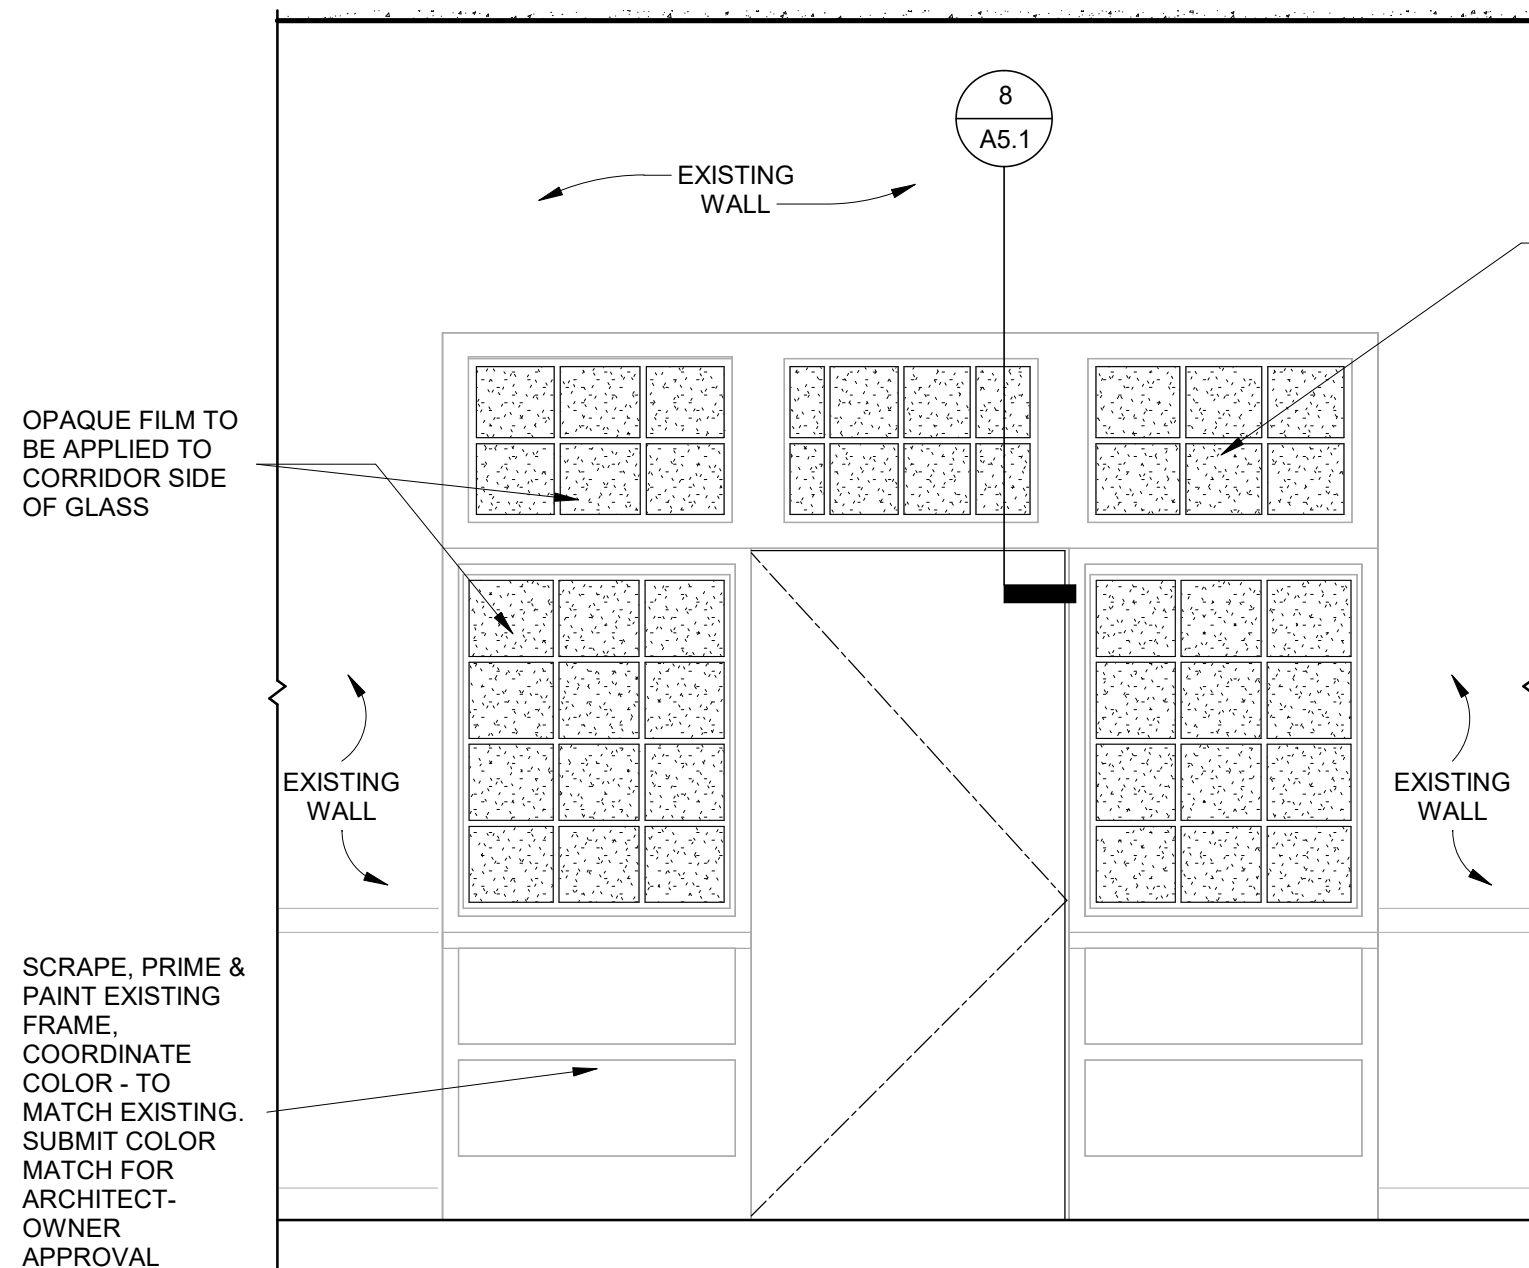 8
A5.1
EXISTING
WALL
OPAQUE FILM TO
BE APPLIED TO
CORRIDOR SIDE
OF GLASS
EXISTING
WALL
EXISTING
WALL
SCRAPE, PRIME &
PAINT EXISTING
FRAME,
COORDINATE
COLOR - TO
MATCH EXISTING.
SUBMIT COLOR
MATCH FOR
ARCHITECT-
OWNER
APPROVAL